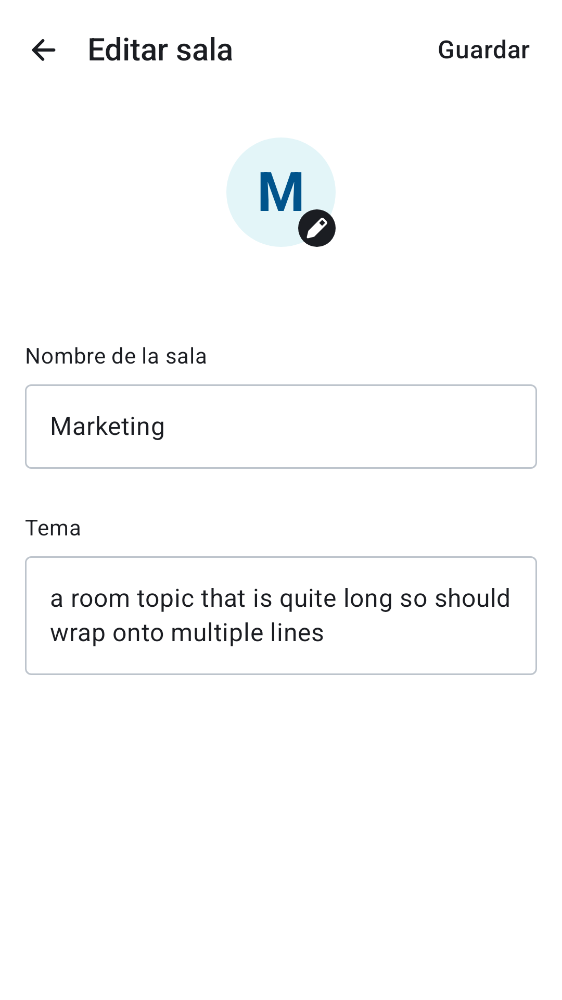 Editar sala
Guardar
M
Nombre de la sala
Marketing
Tema
a room topic that is quite long so should
wrap onto multiple lines